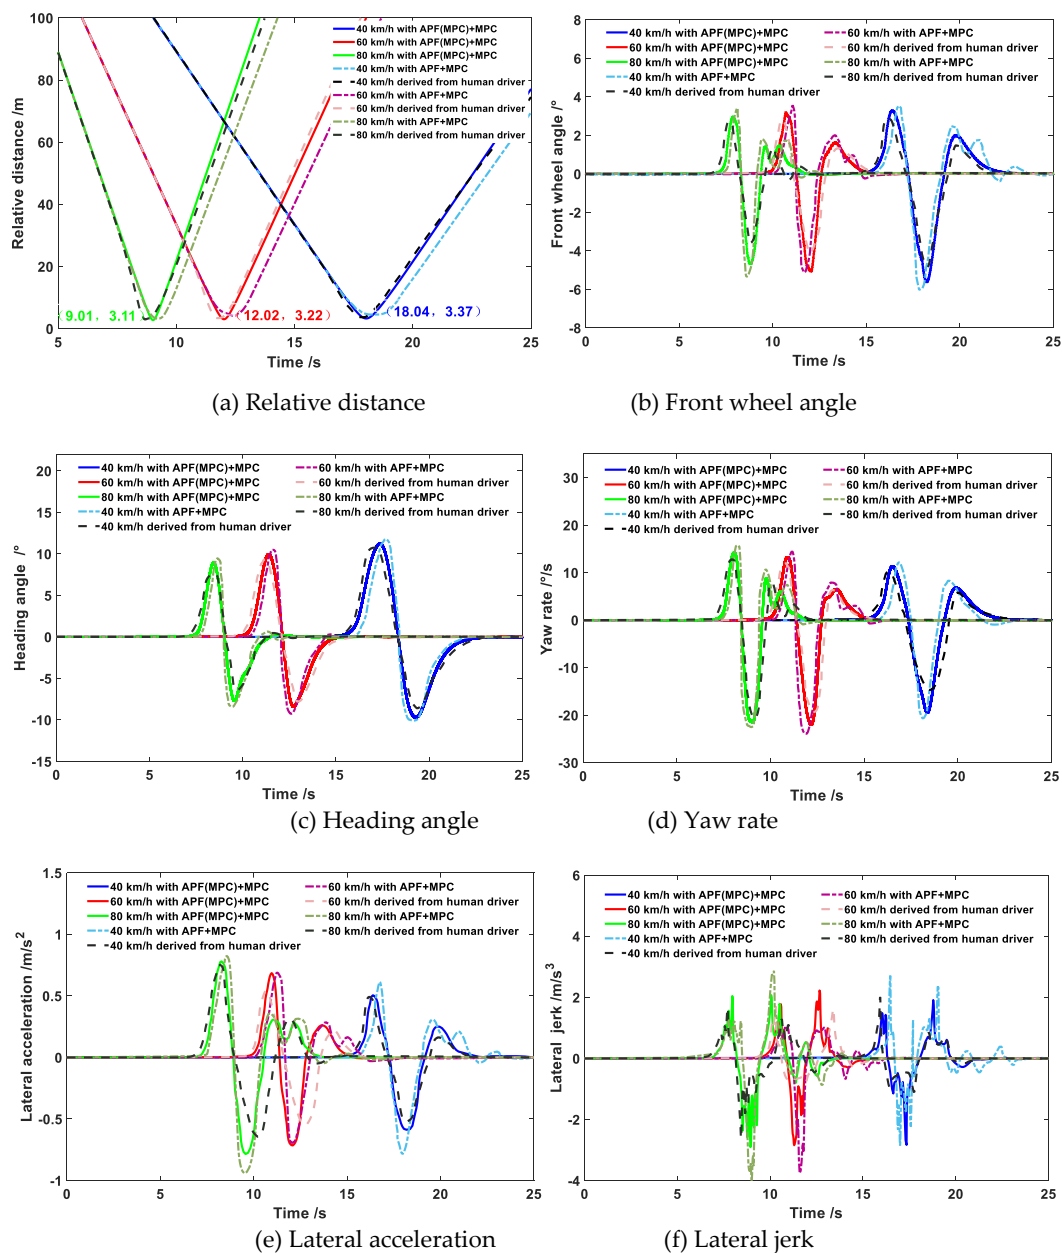 100
80
60
40
20
0
5
10
15
20
25
Relative distance /m
Time /s
40 km/h with APF(MPC)+MPC
60 km/h with APF(MPC)+MPC
80 km/h with APF(MPC)+MPC
40 km/h with APF+MPC
40 km/h derived from human driver
60 km/h with APF+MPC
60 km/h derived from human driver
80 km/h with APF+MPC
80 km/h derived from human driver
(9.01, 3.11)
(12.02, 3.22)
(18.04, 3.37)
(a) Relative distance
8
6
4
2
0
-2
-4
-6
-8
0
5
10
15
20
25
Front wheel angle /°
Time /s
40 km/h with APF(MPC)+MPC
60 km/h with APF(MPC)+MPC
80 km/h with APF(MPC)+MPC
40 km/h with APF+MPC
40 km/h derived from human driver
60 km/h with APF+MPC
60 km/h derived from human driver
80 km/h with APF+MPC
80 km/h derived from human driver
(b) Front wheel angle
20
15
10
5
0
-5
-10
-15
0
5
10
15
20
25
Heading angle /°
Time /s
40 km/h with APF(MPC)+MPC
60 km/h with APF(MPC)+MPC
80 km/h with APF(MPC)+MPC
40 km/h with APF+MPC
40 km/h derived from human driver
60 km/h with APF+MPC
60 km/h derived from human driver
80 km/h with APF+MPC
80 km/h derived from human driver
(c) Heading angle
30
20
10
0
-10
-20
-30
0
5
10
15
20
25
Yaw rate /°/s
Time /s
40 km/h with APF(MPC)+MPC
60 km/h with APF(MPC)+MPC
80 km/h with APF(MPC)+MPC
40 km/h with APF+MPC
40 km/h derived from human driver
60 km/h with APF+MPC
60 km/h derived from human driver
80 km/h with APF+MPC
80 km/h derived from human driver
(d) Yaw rate
1.5
1
0.5
0
-0.5
-1
0
5
10
15
20
25
Lateral acceleration /m/s²
Time /s
40 km/h with APF(MPC)+MPC
60 km/h with APF(MPC)+MPC
80 km/h with APF(MPC)+MPC
40 km/h with APF+MPC
40 km/h derived from human driver
60 km/h with APF+MPC
60 km/h derived from human driver
80 km/h with APF+MPC
80 km/h derived from human driver
(e) Lateral acceleration
6
4
2
0
-2
-4
0
5
10
15
20
25
Lateral jerk /m/s³
Time /s
40 km/h with APF(MPC)+MPC
60 km/h with APF(MPC)+MPC
80 km/h with APF(MPC)+MPC
40 km/h with APF+MPC
40 km/h derived from human driver
60 km/h with APF+MPC
60 km/h derived from human driver
80 km/h with APF+MPC
80 km/h derived from human driver
(f) Lateral jerk